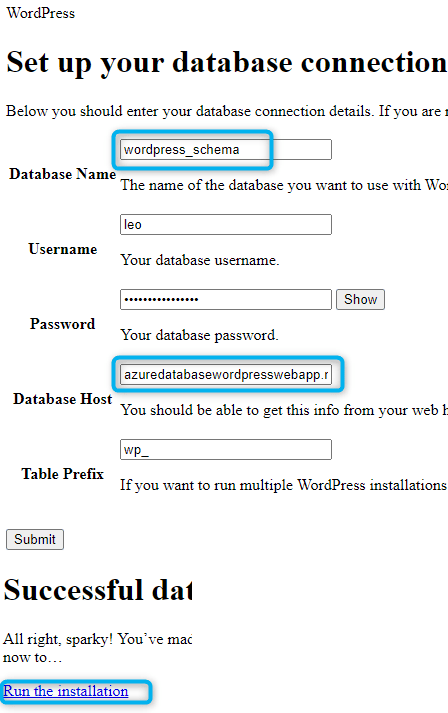 WordPress
Set up your database connection
Below you should enter your database connection details. If you are
wordpress_schema
Database Name
The name of the database you want to use with
leo
Username
Your database username.
•••••••••••••••• Show
Password
Your database password.
azuredatabasewordpresswebapp.
Database Host
You should be able to get this info from your web
wp_
Table Prefix
If you want to run multiple WordPress installations
Submit
Successful
All right, sparky! You’ve
now to…
Run the installation